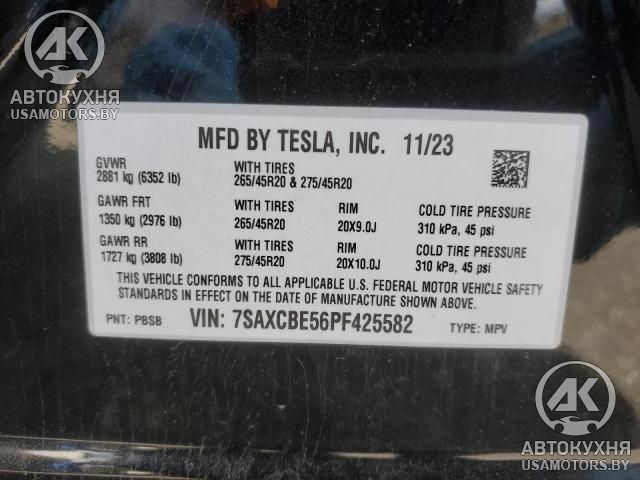 AK
АВТОКУХНЯ
USAMOTORS.BY
MFD BY TESLA, INC. 11/23
GVWR
2881 kg (6352 lb)
WITH TIRES
265/45R20 & 275/45R20
GAWR FRT
1350 kg (2976 lb)
WITH TIRES
265/45R20
RIM
20X9.0J
COLD TIRE PRESSURE
310 kPa, 45 psi
GAWR RR
1727 kg (3808 lb)
WITH TIRES
275/45R20
RIM
20X10.0J
COLD TIRE PRESSURE
310 kPa, 45 psi
THIS VEHICLE CONFORMS TO ALL APPLICABLE U.S. FEDERAL MOTOR VEHICLE SAFETY
STANDARDS IN EFFECT ON THE DATE OF MANUFACTURE SHOWN ABOVE.
PNT: PBSB
VIN: 7SAXCBE56PF425582
TYPE: MPV
AK
АВТОКУХНЯ
USAMOTORS.BY